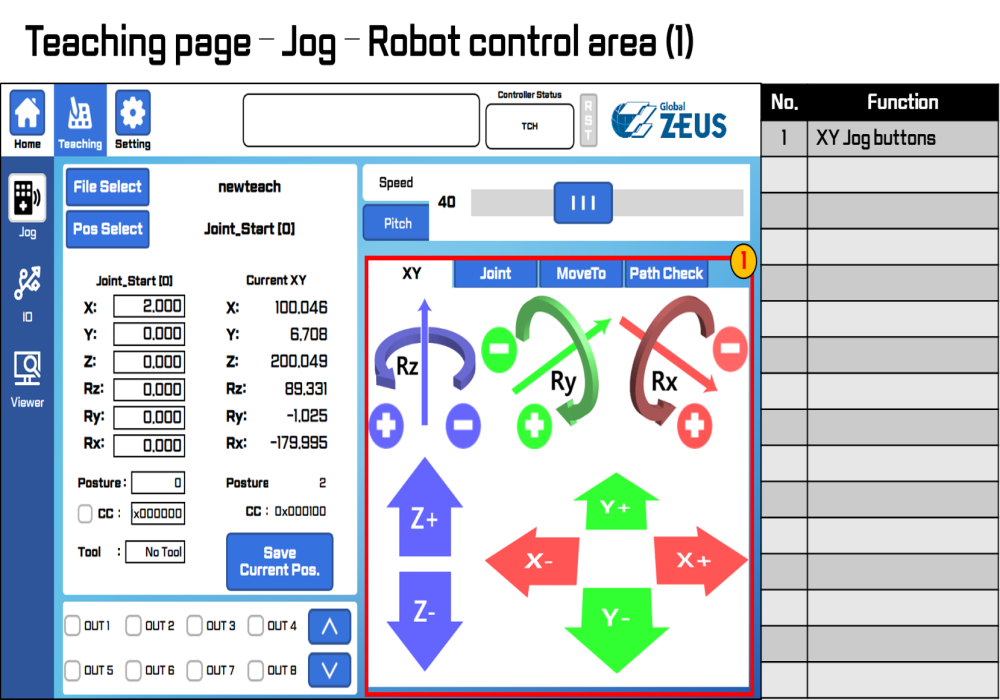 Teaching page - Jog - Robot control area (1)
Home
Teaching
Setting
Controller Status
TCH
RST
Global
ZEUS
No. Function
1 XY Jog buttons
Jog
IO
Viewer
File Select newteach
Pos Select Joint_Start [0]
Speed
Pitch
40
Joint_Start [0] Current XY
X: 2.000 X: 100.046
Y: 0.000 Y: 6.708
Z: 0.000 Z: 200.049
Rz: 0.000 Rz: 89.331
Ry: 0.000 Ry: -1.025
Rx: 0.000 Rx: -179.995
Posture: 0 Posture 2
CC : x000000 CC : 0x000100
Tool : No Tool
Save
Current Pos.
OUT 1 OUT 2 OUT 3 OUT 4
OUT 5 OUT 6 OUT 7 OUT 8
XY Joint MoveTo Path Check
1
Rz
Ry
Rx
Z+
Z-
Y+
X-
X+
Y-